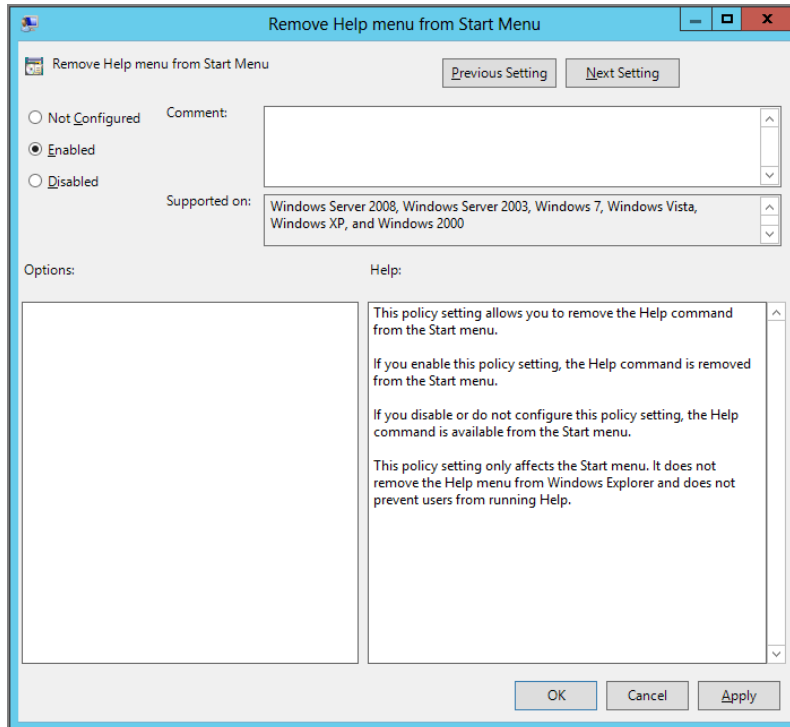 Remove Help menu from Start Menu
Remove Help menu from Start Menu
Previous Setting
Next Setting
Not Configured
Comment:
Enabled
Disabled
Supported on:
Windows Server 2008, Windows Server 2003, Windows 7, Windows Vista,
Windows XP, and Windows 2000
Options:
Help:
This policy setting allows you to remove the Help command
from the Start menu.
If you enable this policy setting, the Help command is removed
from the Start menu.
If you disable or do not configure this policy setting, the Help
command is available from the Start menu.
This policy setting only affects the Start menu. It does not
remove the Help menu from Windows Explorer and does not
prevent users from running Help.
OK
Cancel
Apply